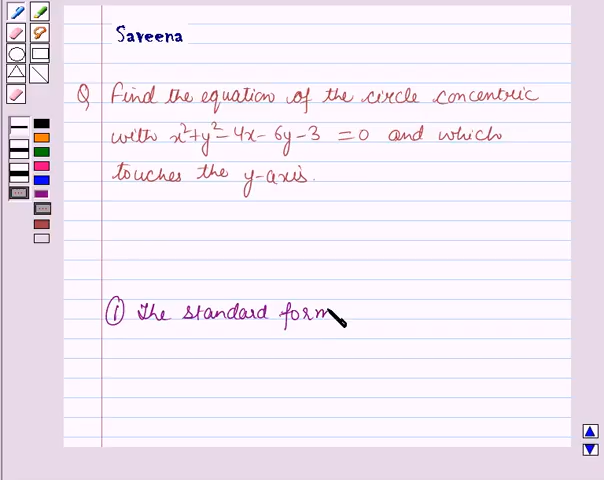 Saveena
Q Find the equation of the circle concentric
with x²+y²-4x-6y-3 =0 and which
touches the y-axis.
① The standard form